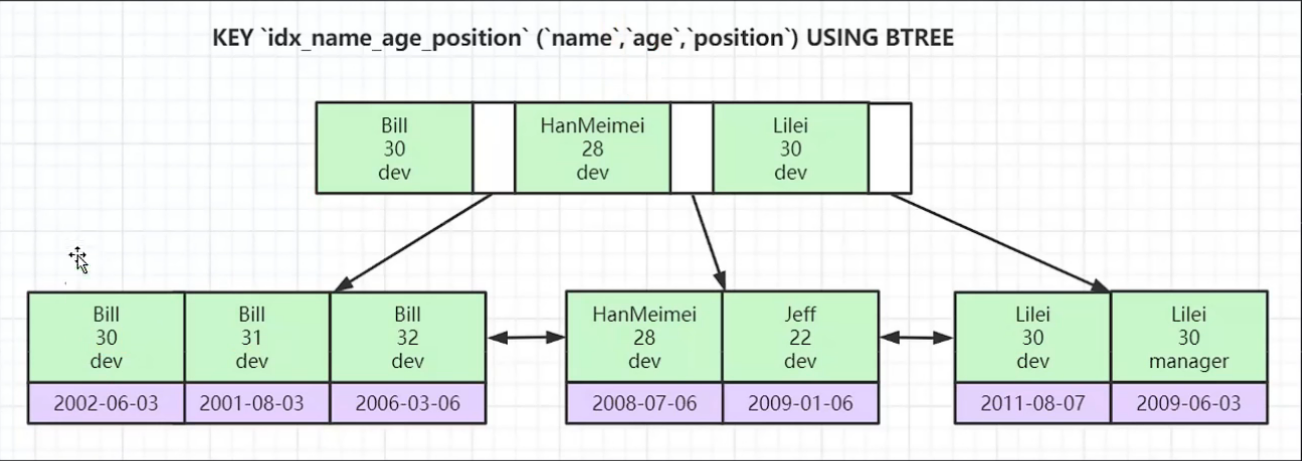 KEY `idx_name_age_position` (`name`,`age`,`position`) USING BTREE
Bill
30
dev
HanMeimei
28
dev
Lilei
30
dev
Bill
30
dev
2002-06-03
Bill
31
dev
2001-08-03
Bill
32
dev
2006-03-06
HanMeimei
28
dev
2008-07-06
Jeff
22
dev
2009-01-06
Lilei
30
dev
2011-08-07
Lilei
30
manager
2009-06-03